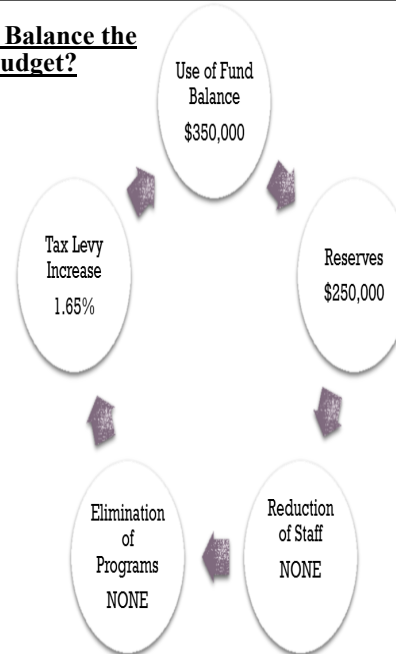 Balance the
udget?
Use of Fund
Balance
$350,000
Reserves
$250,000
Reduction
of Staff
NONE
Elimination
of
Programs
NONE
Tax Levy
Increase
1.65%